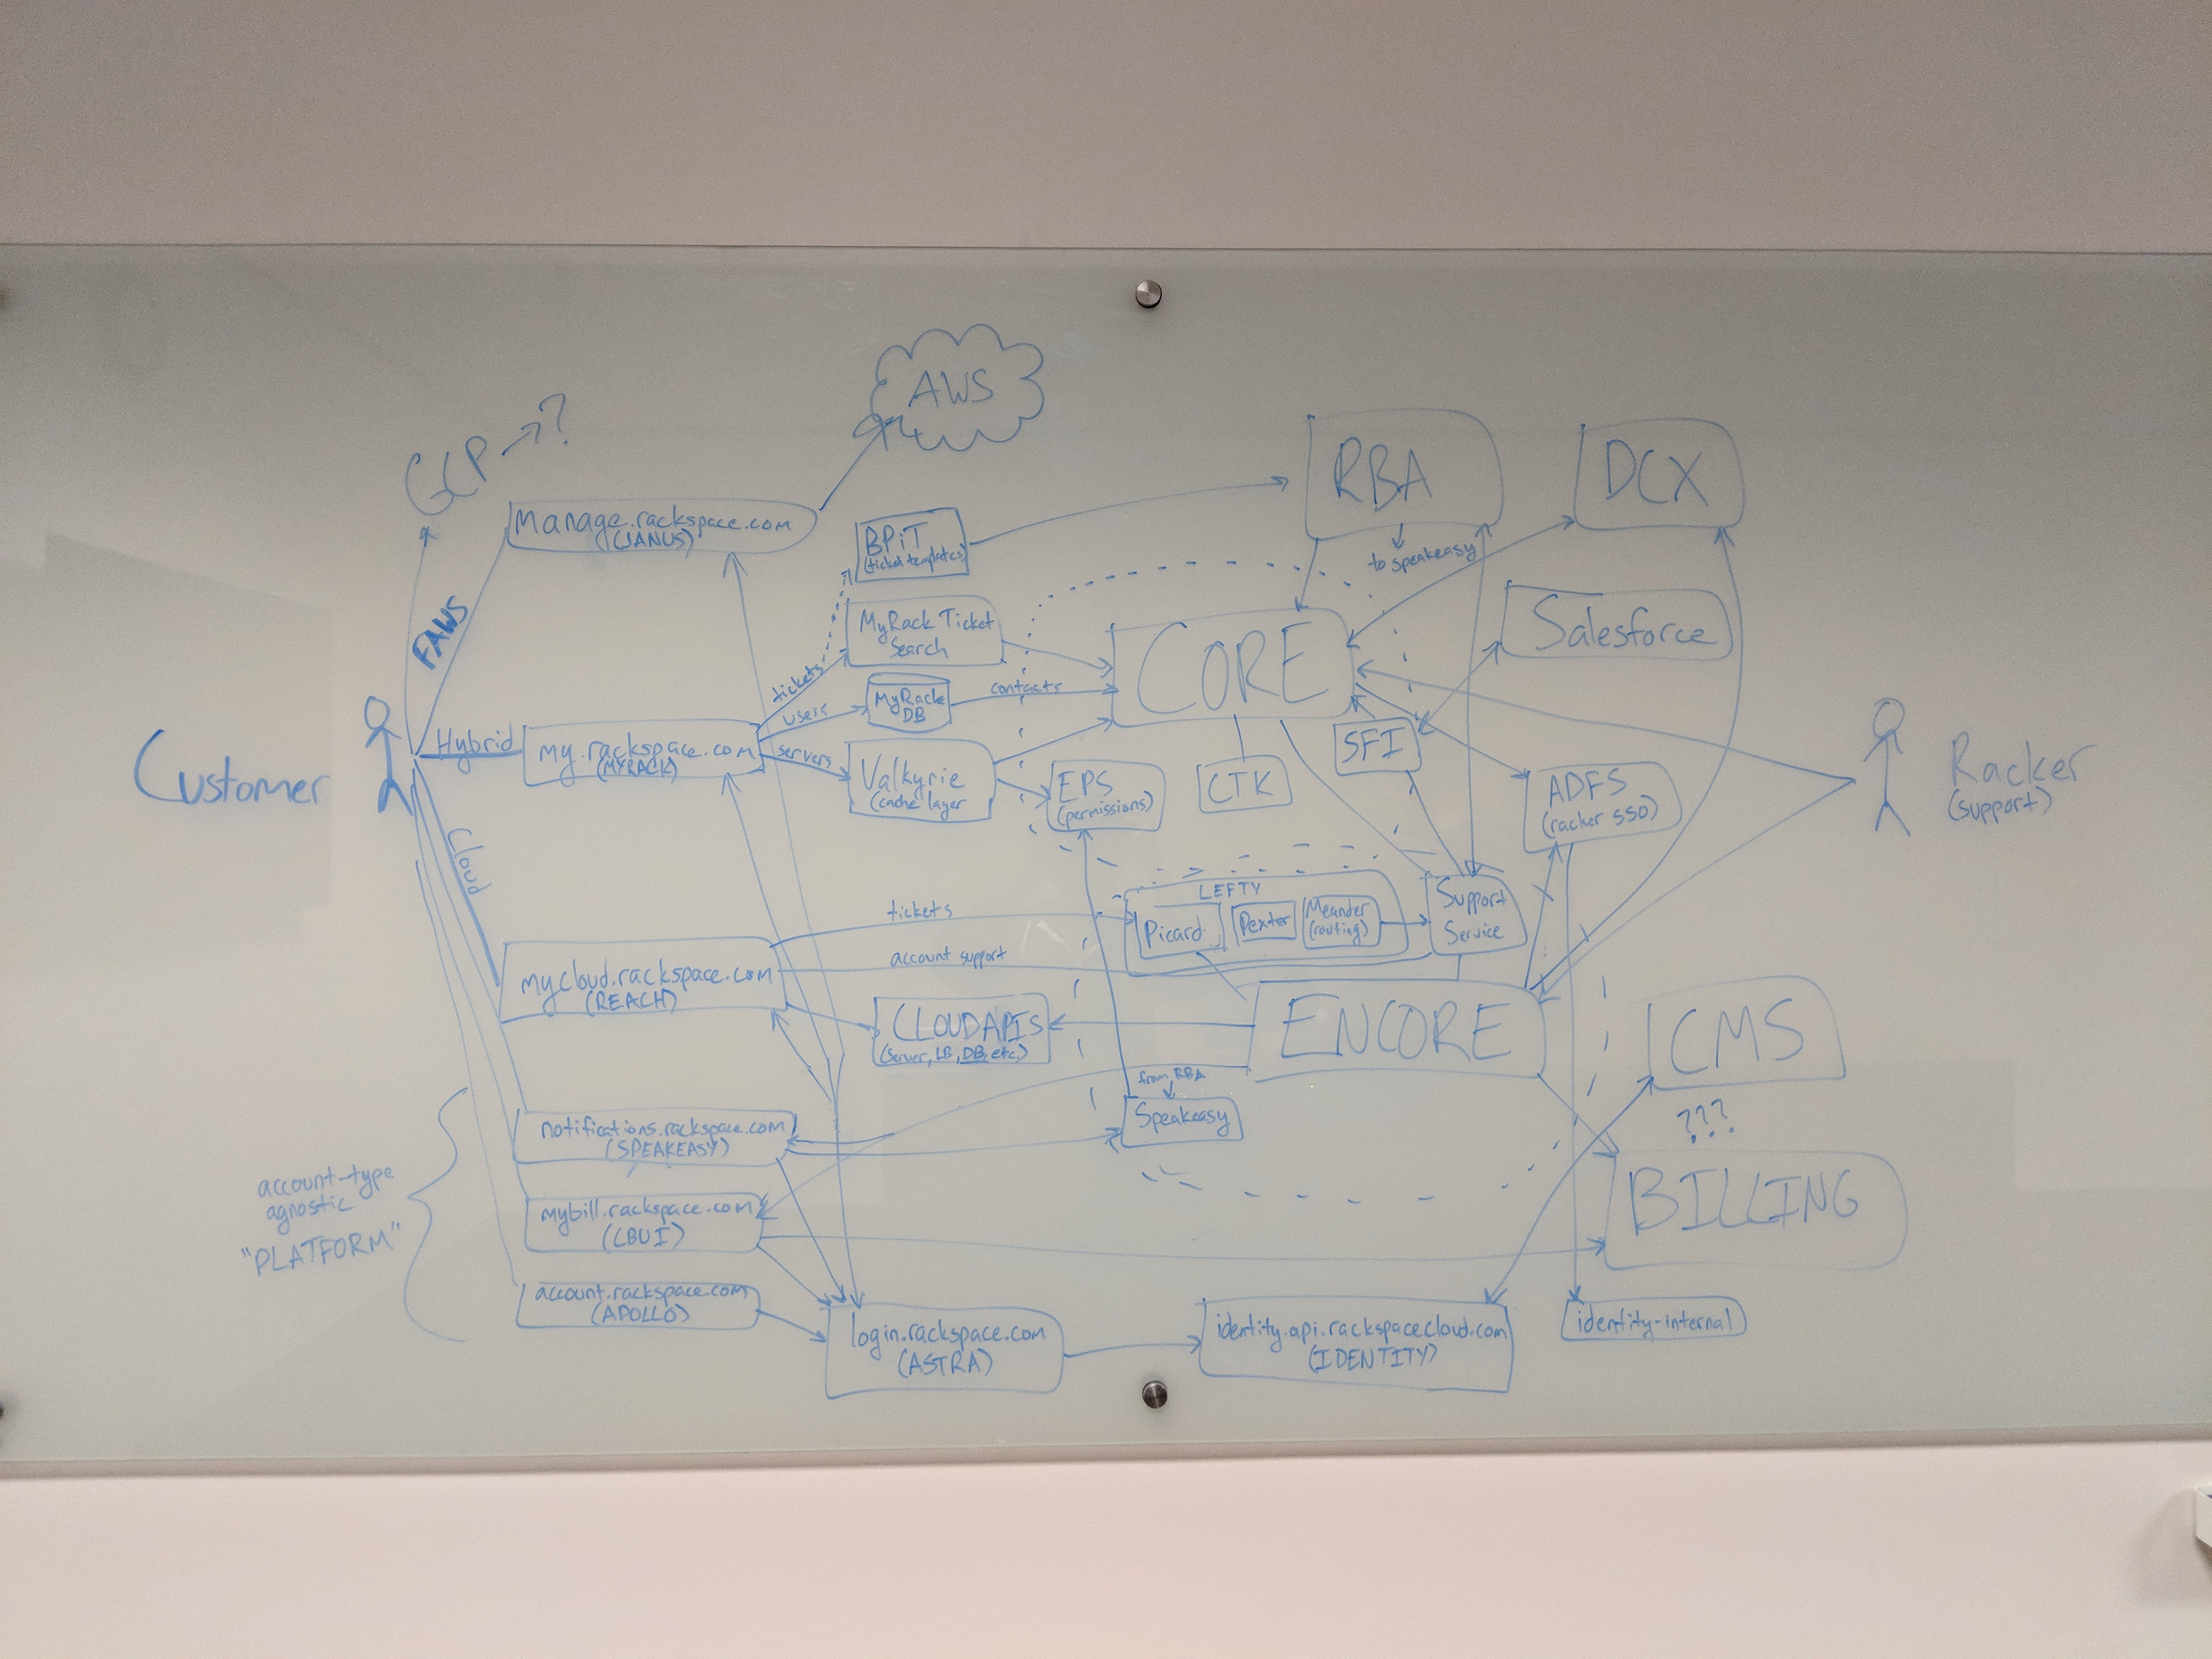 AWS
GCP → ?
RBA
DCX
manage.rackspace.com
(JANUS)
BPiT
(ticket templates)
to speakeasy
FAWS
MyRack Ticket
Search
CORE
Salesforce
tickets
users
MyRack
DB
contacts
Customer
Hybrid
my.rackspace.com
(MYRACK)
servers
Valkyrie
(cache layer
EPS
(permissions)
CTK
SFI
ADFS
(racker SSO)
Racker
(support)
Cloud
LEFTY
Picard
Dexter
Meander
(routing)
Support
Service
tickets
account support
mycloud.rackspace.com
(REACH)
CLOUD APIS
(Server, LB, DB, etc.)
ENCORE
CMS
???
from RBA
Speakeasy
notifications.rackspace.com
(SPEAKEASY)
account-type
agnostic
"PLATFORM"
mybill.rackspace.com
(CBUI)
BILLING
account.rackspace.com
(APOLLO)
login.rackspace.com
(ASTRA)
identity.api.rackspacecloud.com
(IDENTITY)
identity-internal